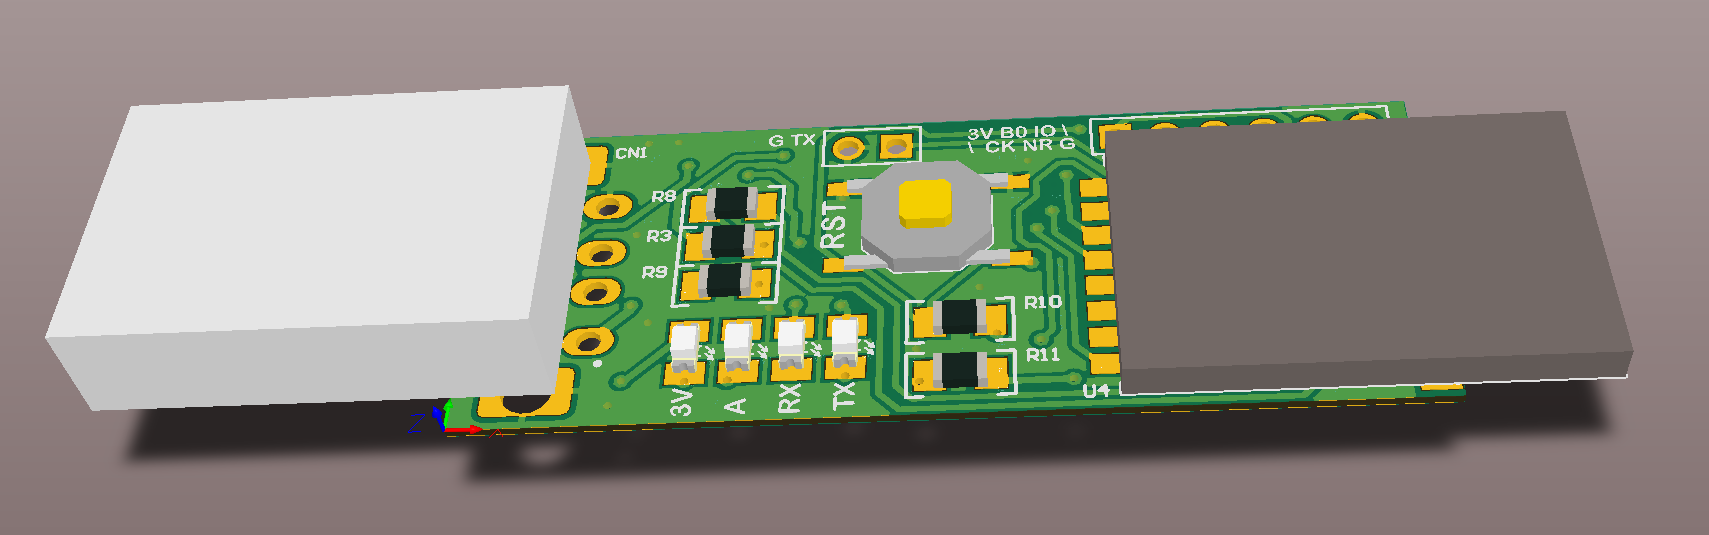 CN1
G TX
3V B0 IO \
\ CK NR G
R8
R3
R9
RST
R10
R11
U4
3V
A
RX
TX